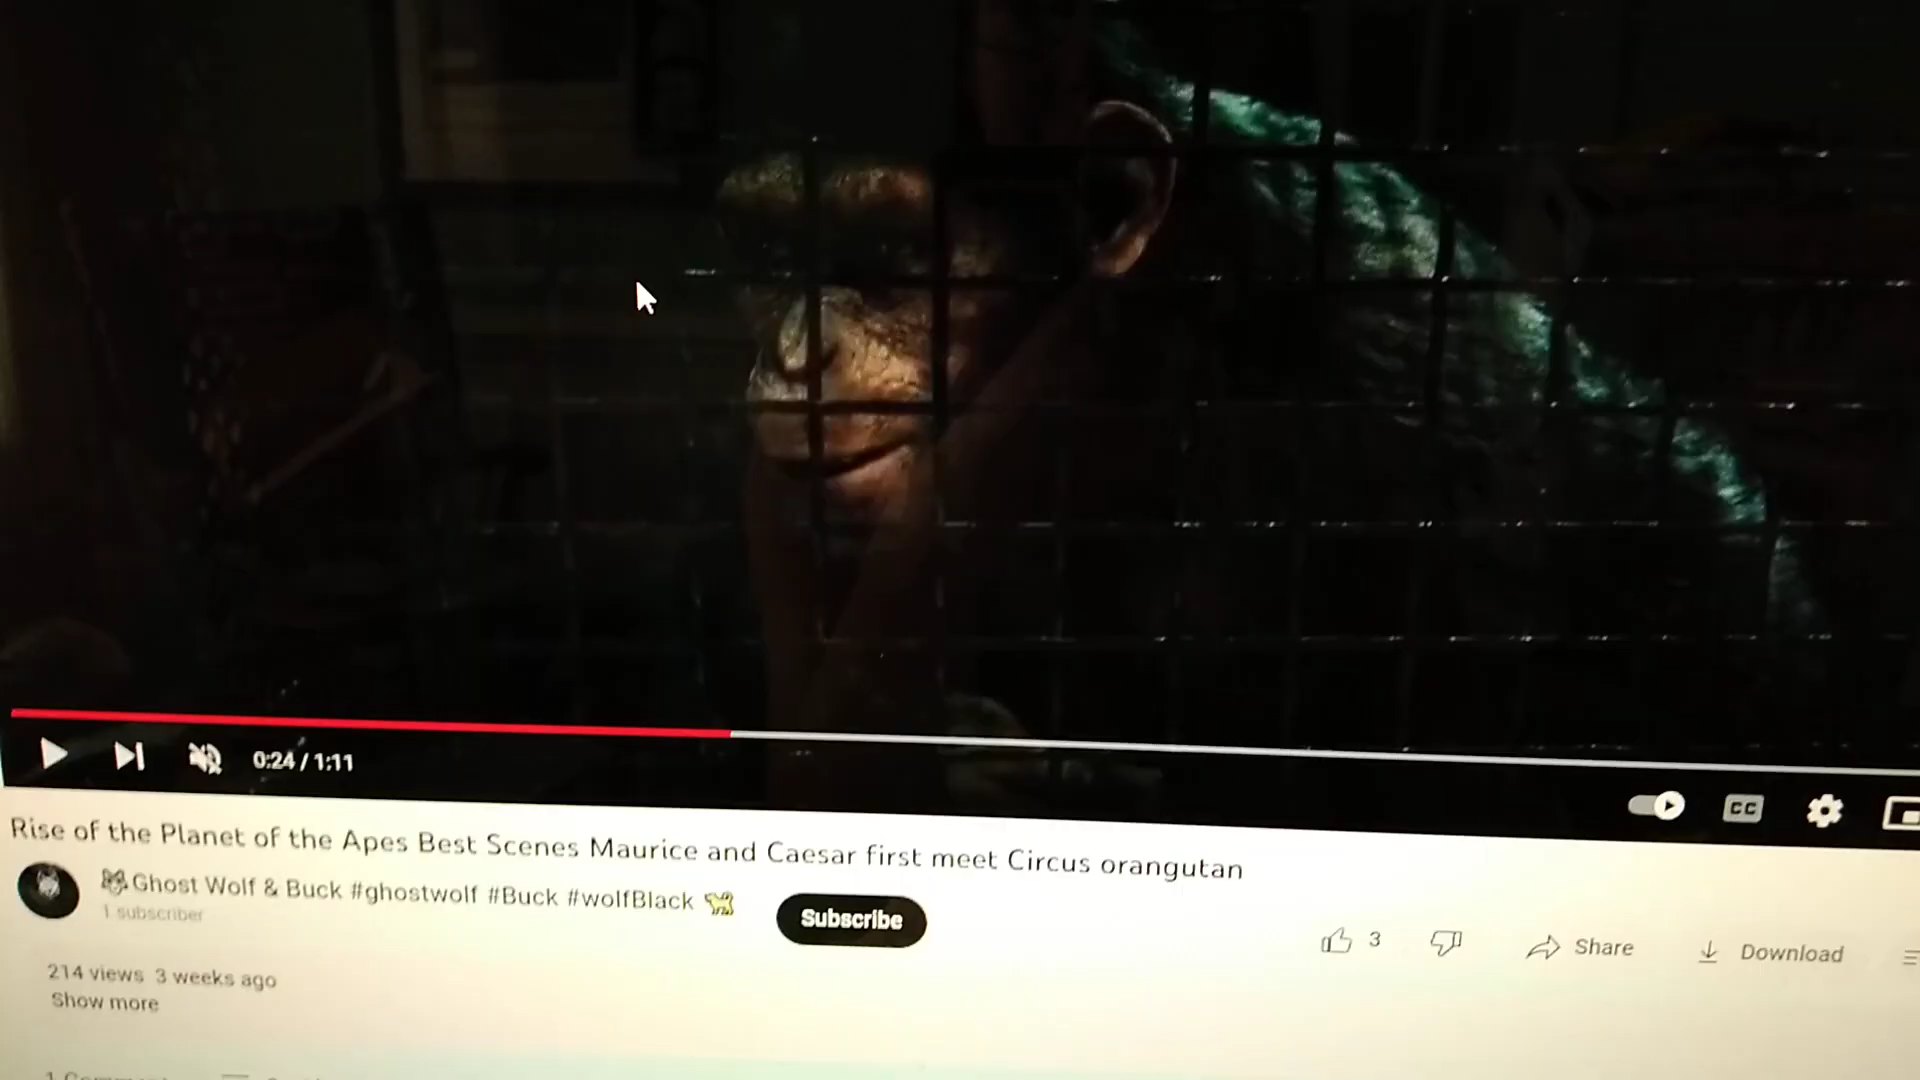 0:24 / 1:11
CC
Rise of the Planet of the Apes Best Scenes Maurice and Caesar first meet Circus orangutan
Ghost Wolf & Buck #ghostwolf #Buck #wolfBlack
1 subscriber
Subscribe
3
Share
Download
214 views 3 weeks ago
Show more